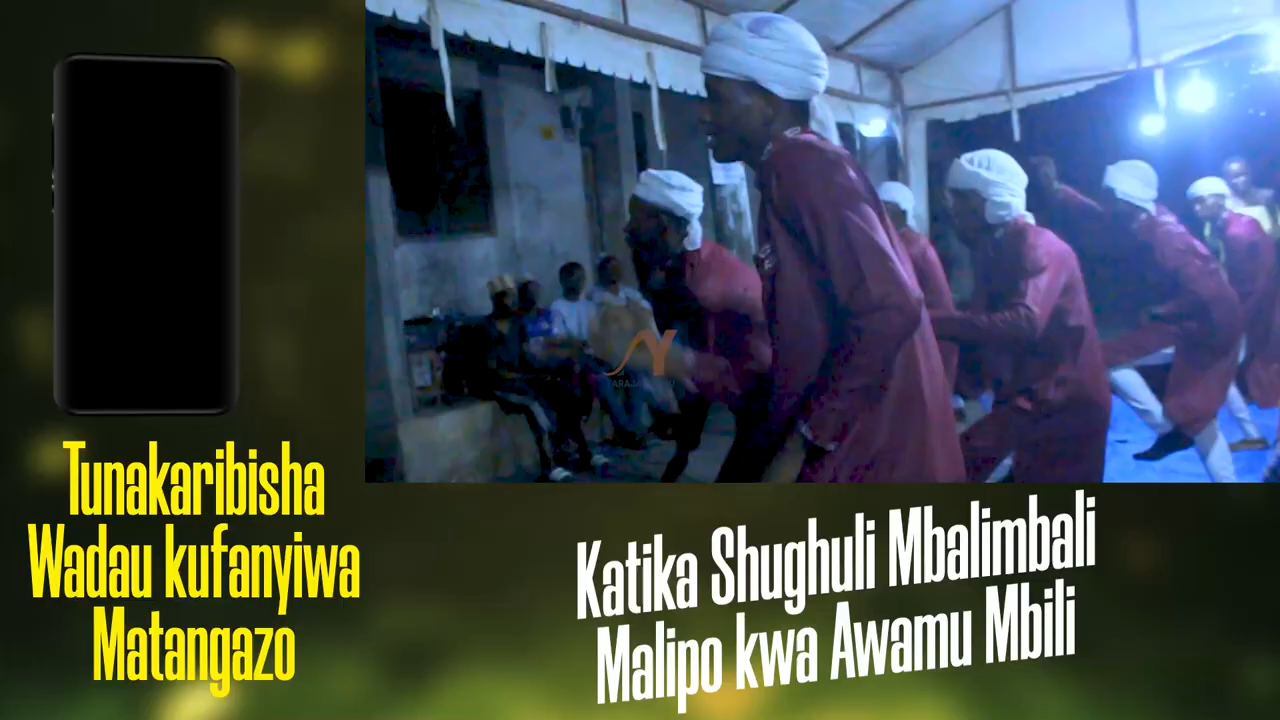 Tunakaribisha
Wadau kufanyiwa
Matangazo
Katika Shughuli Mbalimbali
Malipo kwa Awamu Mbili